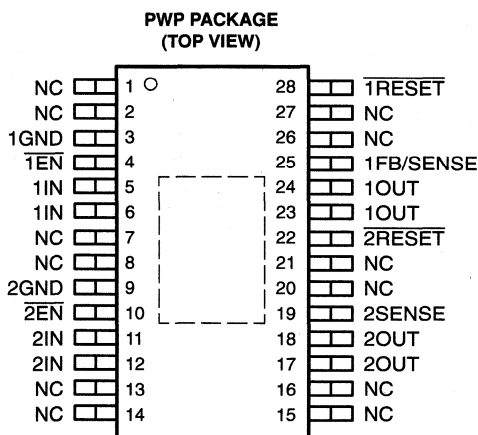 PWP PACKAGE
(TOP VIEW)
NC 1 28 1RESET
NC 2 27 NC
1GND 3 26 NC
1EN 4 25 1FB/SENSE
1IN 5 24 1OUT
1IN 6 23 1OUT
NC 7 22 2RESET
NC 8 21 NC
2GND 9 20 NC
2EN 10 19 2SENSE
2IN 11 18 2OUT
2IN 12 17 2OUT
NC 13 16 NC
NC 14 15 NC